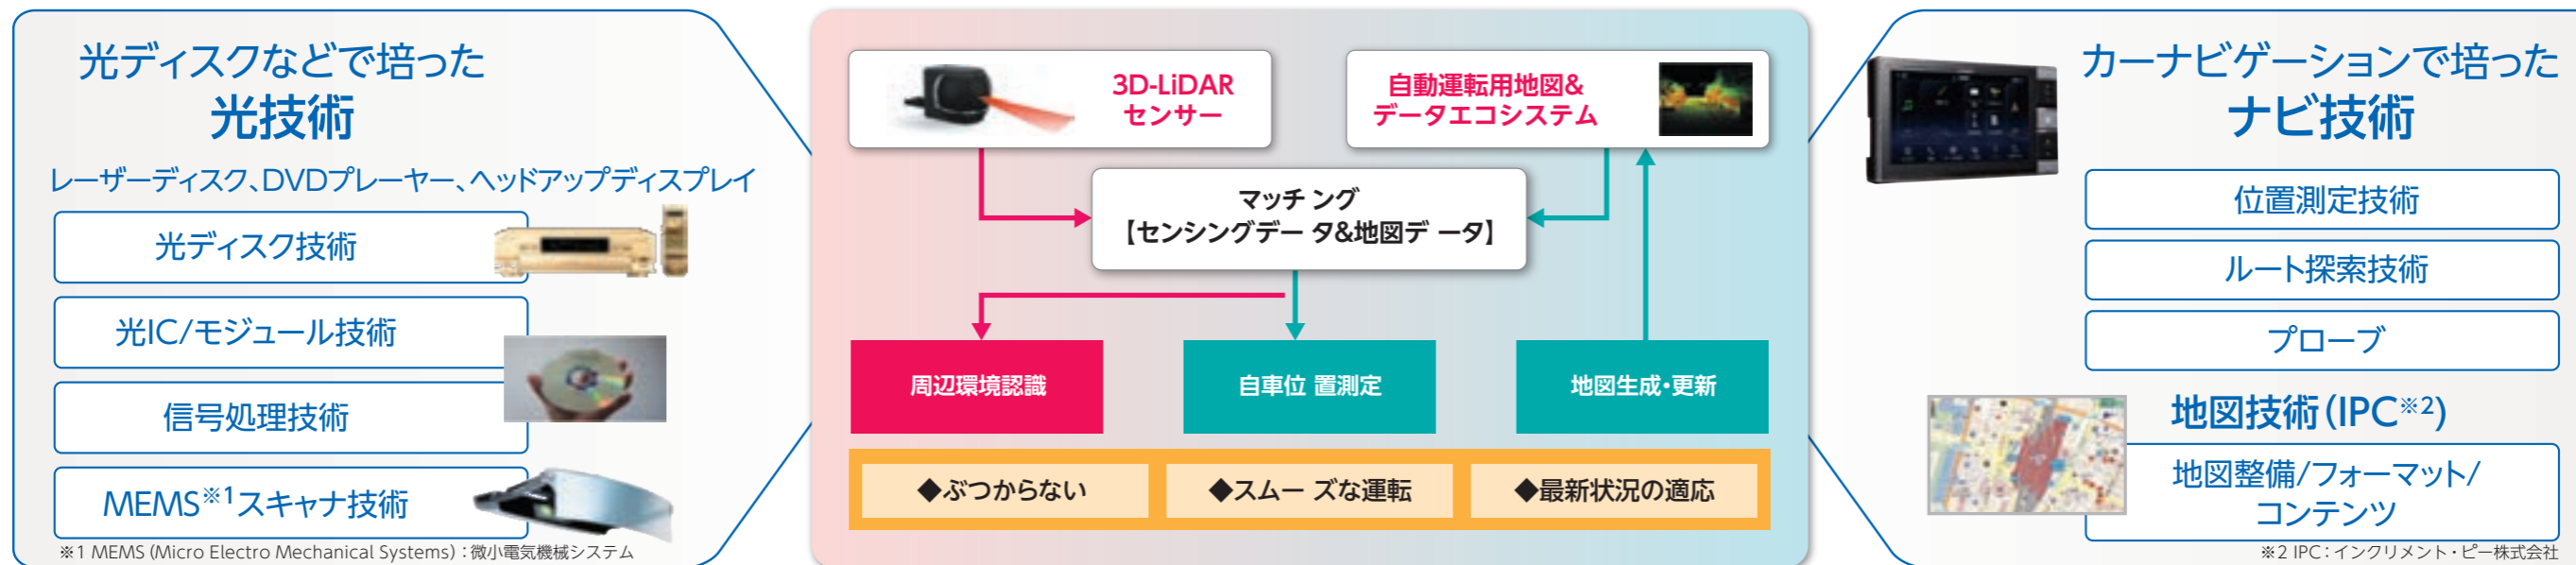 光ディスクなどで培った
光技術
レーザーディスク、DVDプレーヤー、ヘッドアップディスプレイ
光ディスク技術
光IC/モジュール技術
信号処理技術
MEMS※1スキャナ技術
※1 MEMS (Micro Electro Mechanical Systems)：微小電気機械システム
3D-LiDAR
センサー
自動運転用地図&
データエコシステム
マッチング
【センシングデータ&地図データ】
周辺環境認識
自車位置測定
地図生成・更新
◆ぶつからない
◆スムーズな運転
◆最新状況の適応
カーナビゲーションで培った
ナビ技術
位置測定技術
ルート探索技術
プローブ
地図技術（IPC※2）
地図整備/フォーマット/
コンテンツ
※2 IPC：インクリメント・ピー株式会社